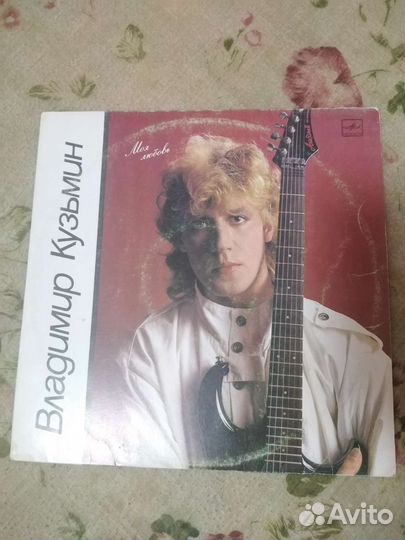 Владимир Кузьмин
Моя
любовь
Avito